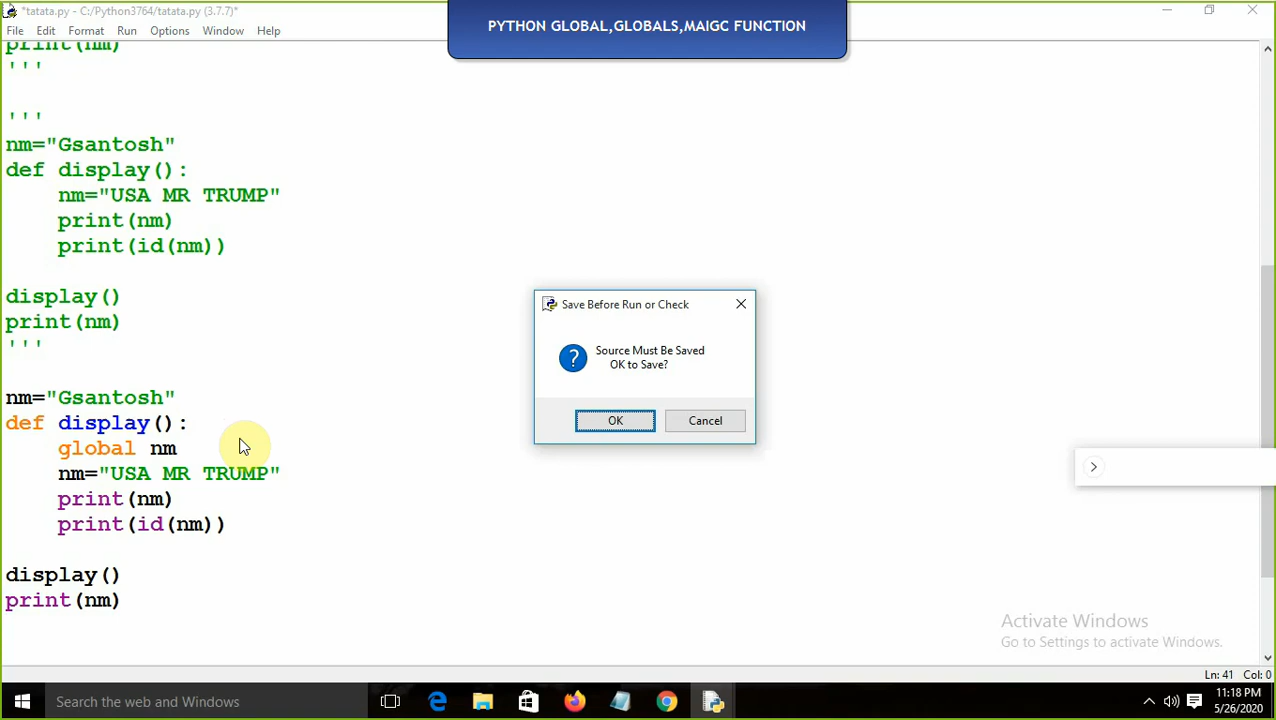 *tatata.py - C:/Python3764/tatata.py (3.7.7)*
PYTHON GLOBAL,GLOBALS,MAIGC FUNCTION
File Edit Format Run Options Window Help
print(nm)
'''
'''
nm="Gsantosh"
def display():
nm="USA MR TRUMP"
print(nm)
print(id(nm))
display()
print(nm)
'''
nm="Gsantosh"
def display():
global nm
nm="USA MR TRUMP"
print(nm)
print(id(nm))
display()
print(nm)
Save Before Run or Check
Source Must Be Saved
OK to Save?
OK Cancel
Activate Windows
Go to Settings to activate Windows.
Ln: 41 Col: 0
Search the web and Windows
11:18 PM
5/26/2020